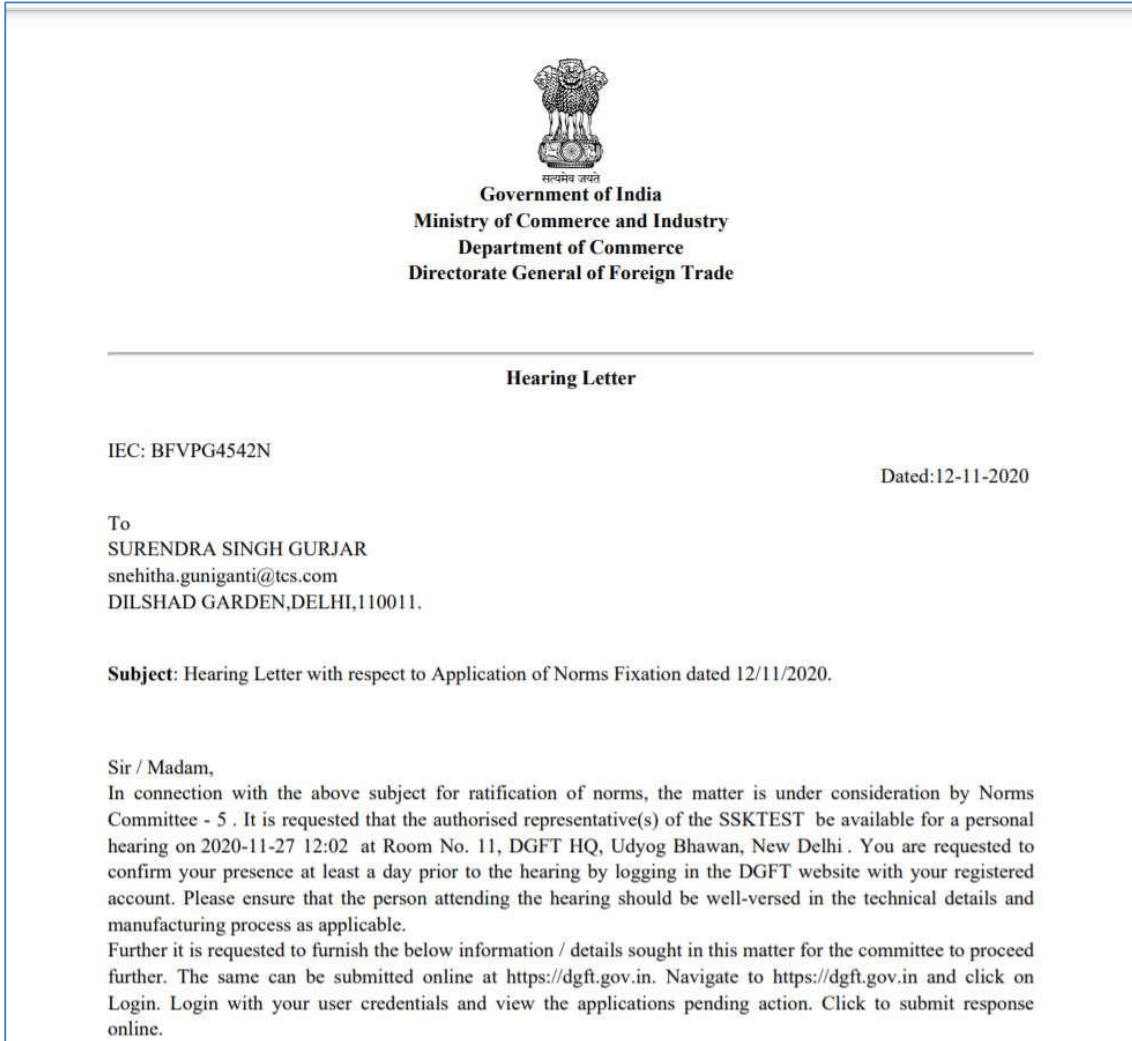 सत्यमेव जयते
Government of India
Ministry of Commerce and Industry
Department of Commerce
Directorate General of Foreign Trade
Hearing Letter
IEC: BFVPG4542N
Dated:12-11-2020
To
SURENDRA SINGH GURJAR
snehitha.guniganti@tcs.com
DILSHAD GARDEN,DELHI,110011.
Subject: Hearing Letter with respect to Application of Norms Fixation dated 12/11/2020.
Sir / Madam,
In connection with the above subject for ratification of norms, the matter is under consideration by Norms
Committee - 5 . It is requested that the authorised representative(s) of the SSKTEST be available for a personal
hearing on 2020-11-27 12:02 at Room No. 11, DGFT HQ, Udyog Bhawan, New Delhi . You are requested to
confirm your presence at least a day prior to the hearing by logging in the DGFT website with your registered
account. Please ensure that the person attending the hearing should be well-versed in the technical details and
manufacturing process as applicable.
Further it is requested to furnish the below information / details sought in this matter for the committee to proceed
further. The same can be submitted online at https://dgft.gov.in. Navigate to https://dgft.gov.in and click on
Login. Login with your user credentials and view the applications pending action. Click to submit response
online.